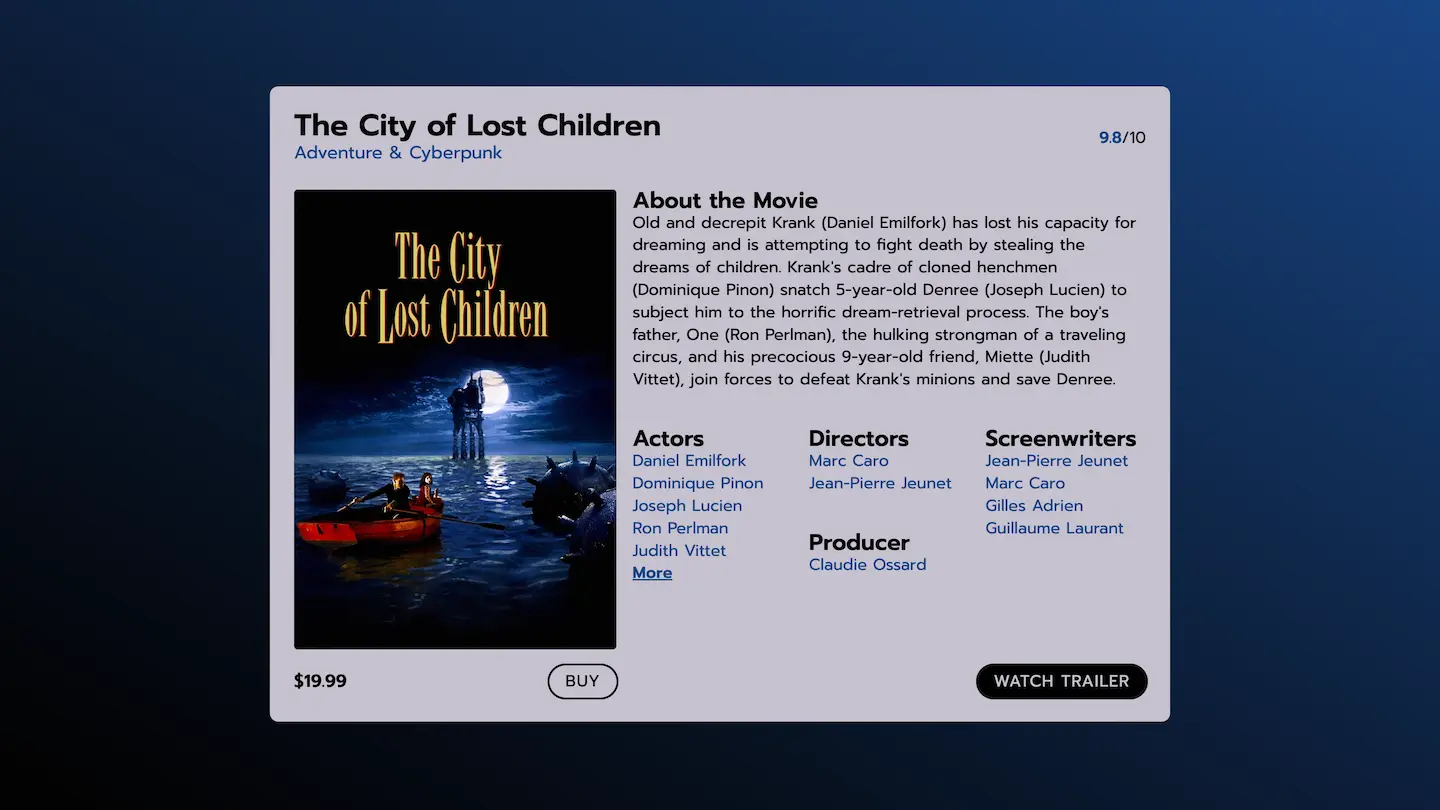 The City of Lost Children
Adventure & Cyberpunk
9.8/10
The City
of Lost Children
About the Movie
Old and decrepit Krank (Daniel Emilfork) has lost his capacity for
dreaming and is attempting to fight death by stealing the
dreams of children. Krank's cadre of cloned henchmen
(Dominique Pinon) snatch 5-year-old Denree (Joseph Lucien) to
subject him to the horrific dream-retrieval process. The boy's
father, One (Ron Perlman), the hulking strongman of a traveling
circus, and his precocious 9-year-old friend, Miette (Judith
Vittet), join forces to defeat Krank's minions and save Denree.
Actors
Daniel Emilfork
Dominique Pinon
Joseph Lucien
Ron Perlman
Judith Vittet
More
Directors
Marc Caro
Jean-Pierre Jeunet
Producer
Claudie Ossard
Screenwriters
Jean-Pierre Jeunet
Marc Caro
Gilles Adrien
Guillaume Laurant
$19.99
BUY
WATCH TRAILER